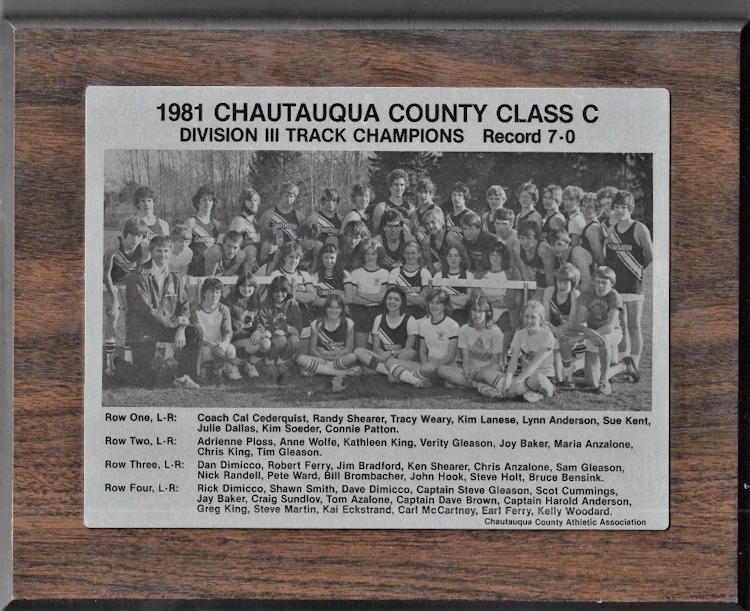 1981 CHAUTAUQUA COUNTY CLASS C
DIVISION III TRACK CHAMPIONS Record 7-0
Row One, L-R: Coach Cal Cederquist, Randy Shearer, Tracy Weary, Kim Lanese, Lynn Anderson, Sue Kent,
Julie Dallas, Kim Soeder, Connie Patton.
Row Two, L-R: Adrienne Ploss, Anne Wolfe, Kathleen King, Verity Gleason, Joy Baker, Maria Anzalone,
Chris King, Tim Gleason.
Row Three, L-R: Dan Dimicco, Robert Ferry, Jim Bradford, Ken Shearer, Chris Anzalone, Sam Gleason,
Nick Randell, Pete Ward, Bill Brombacher, John Hook, Steve Holt, Bruce Bensink.
Row Four, L-R: Rick Dimicco, Shawn Smith, Dave Dimicco, Captain Steve Gleason, Scot Cummings,
Jay Baker, Craig Sundlov, Tom Azalone, Captain Dave Brown, Captain Harold Anderson,
Greg King, Steve Martin, Kai Eckstrand, Carl McCartney, Earl Ferry, Kelly Woodard.
Chautauqua County Athletic Association